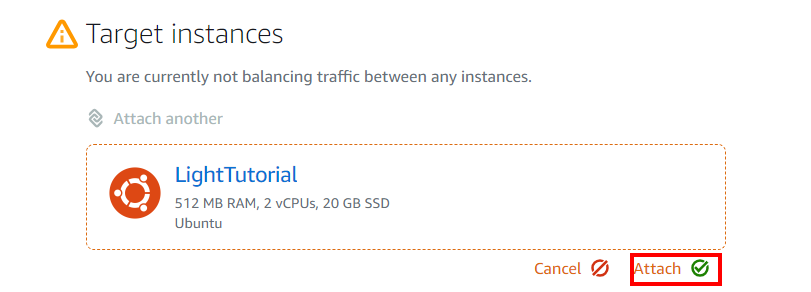 Target instances
You are currently not balancing traffic between any instances.
Attach another
LightTutorial
512 MB RAM, 2 vCPUs, 20 GB SSD
Ubuntu
Cancel Attach